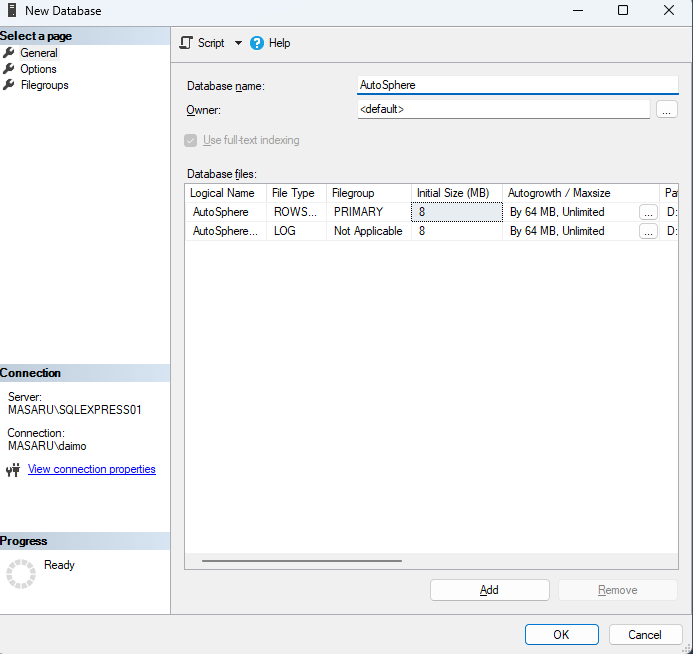 New Database
Select a page
General
Options
Filegroups
Script
Help
Database name:
AutoSphere
Owner:
<default>
...
Use full-text indexing
Database files:
Logical Name File Type Filegroup Initial Size (MB) Autogrowth / Maxsize Pa
AutoSphere ROWS... PRIMARY 8 By 64 MB, Unlimited ... D:
AutoSphere... LOG Not Applicable 8 By 64 MB, Unlimited ... D:
Connection
Server:
MASARU\SQLEXPRESS01
Connection:
MASARU\daimo
View connection properties
Progress
Ready
Add
Remove
OK
Cancel